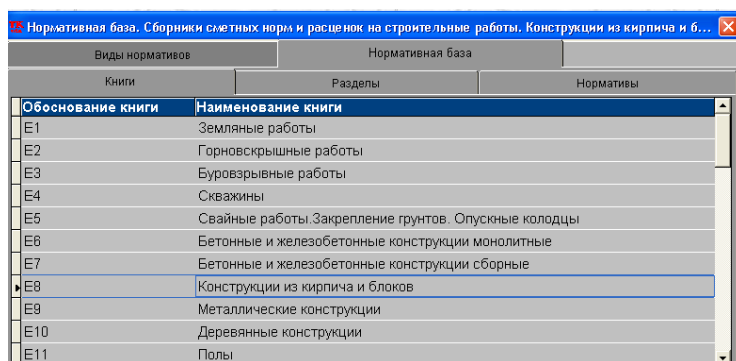 Нормативная база. Сборники сметных норм и расценок на строительные работы. Конструкции из кирпича и б...
Виды нормативов Нормативная база
Книги Разделы Нормативы
Обоснование книги Наименование книги
Е1 Земляные работы
Е2 Горновскрышные работы
Е3 Буровзрывные работы
Е4 Скважины
Е5 Свайные работы.Закрепление грунтов. Опускные колодцы
Е6 Бетонные и железобетонные конструкции монолитные
Е7 Бетонные и железобетонные конструкции сборные
Е8 Конструкции из кирпича и блоков
Е9 Металлические конструкции
Е10 Деревянные конструкции
Е11 Полы